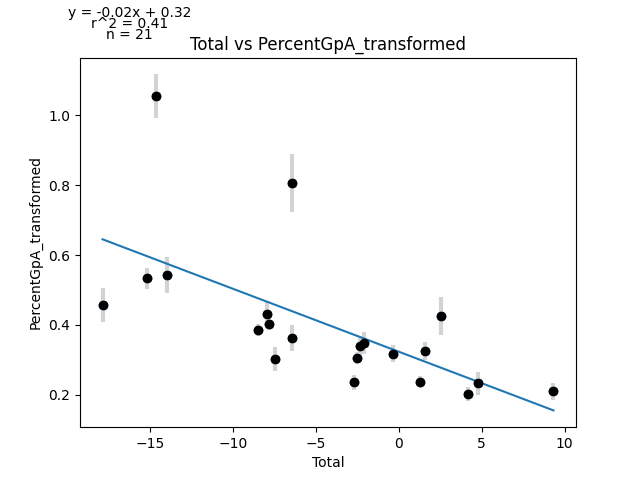 y = -0.02x + 0.32
r^2 = 0.41
n = 21
Total vs PercentGpA_transformed
PercentGpA_transformed
1.0
0.8
0.6
0.4
0.2
−15
−10
−5
0
5
10
Total